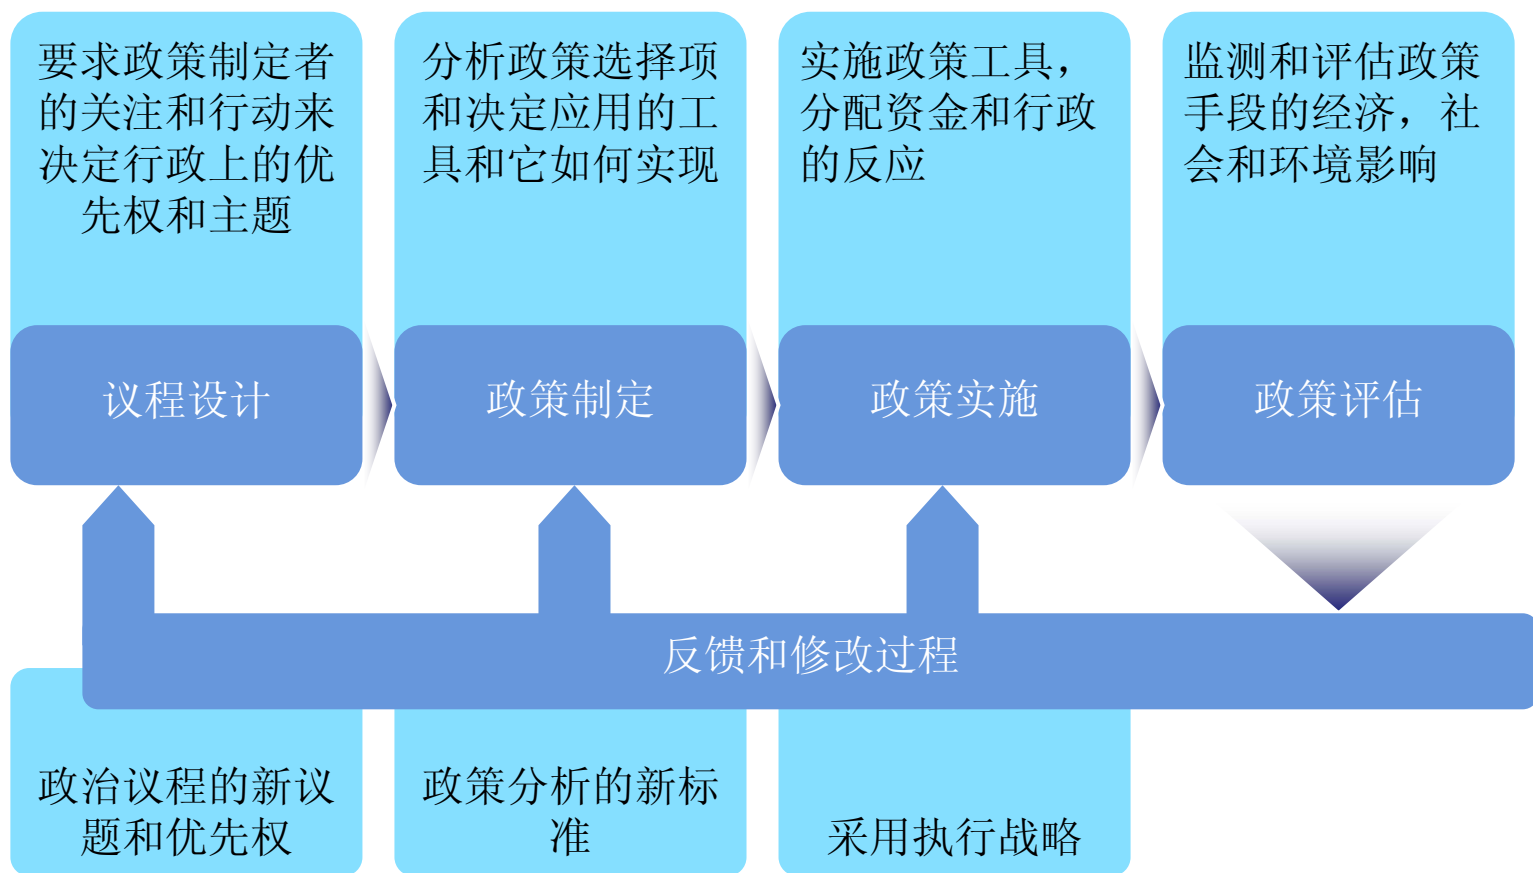 要求政策制定者
的关注和行动来
决定行政上的优
先权和主题
分析政策选择项
和决定应用的工
具和它如何实现
实施政策工具，
分配资金和行政
的反应
监测和评估政策
手段的经济，社
会和环境影响
议程设计
政策制定
政策实施
政策评估
反馈和修改过程
政治议程的新议
题和优先权
政策分析的新标
准
采用执行战略